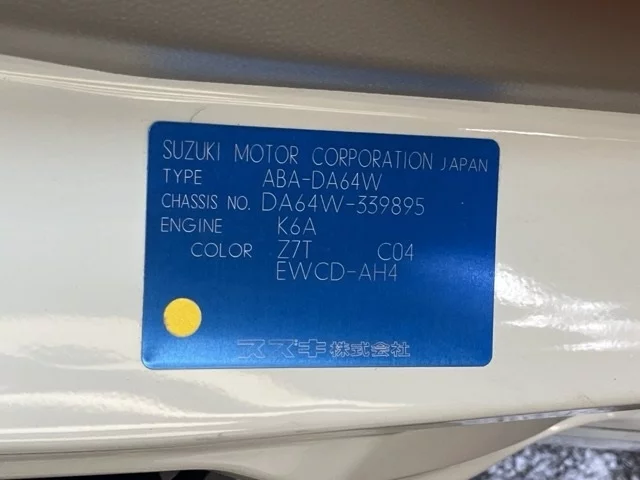 SUZUKI MOTOR CORPORATION JAPAN
TYPE ABA-DA64W
CHASSIS NO. DA64W-339895
ENGINE K6A
COLOR Z7T C04
EWCD-AH4
スズキ株式会社